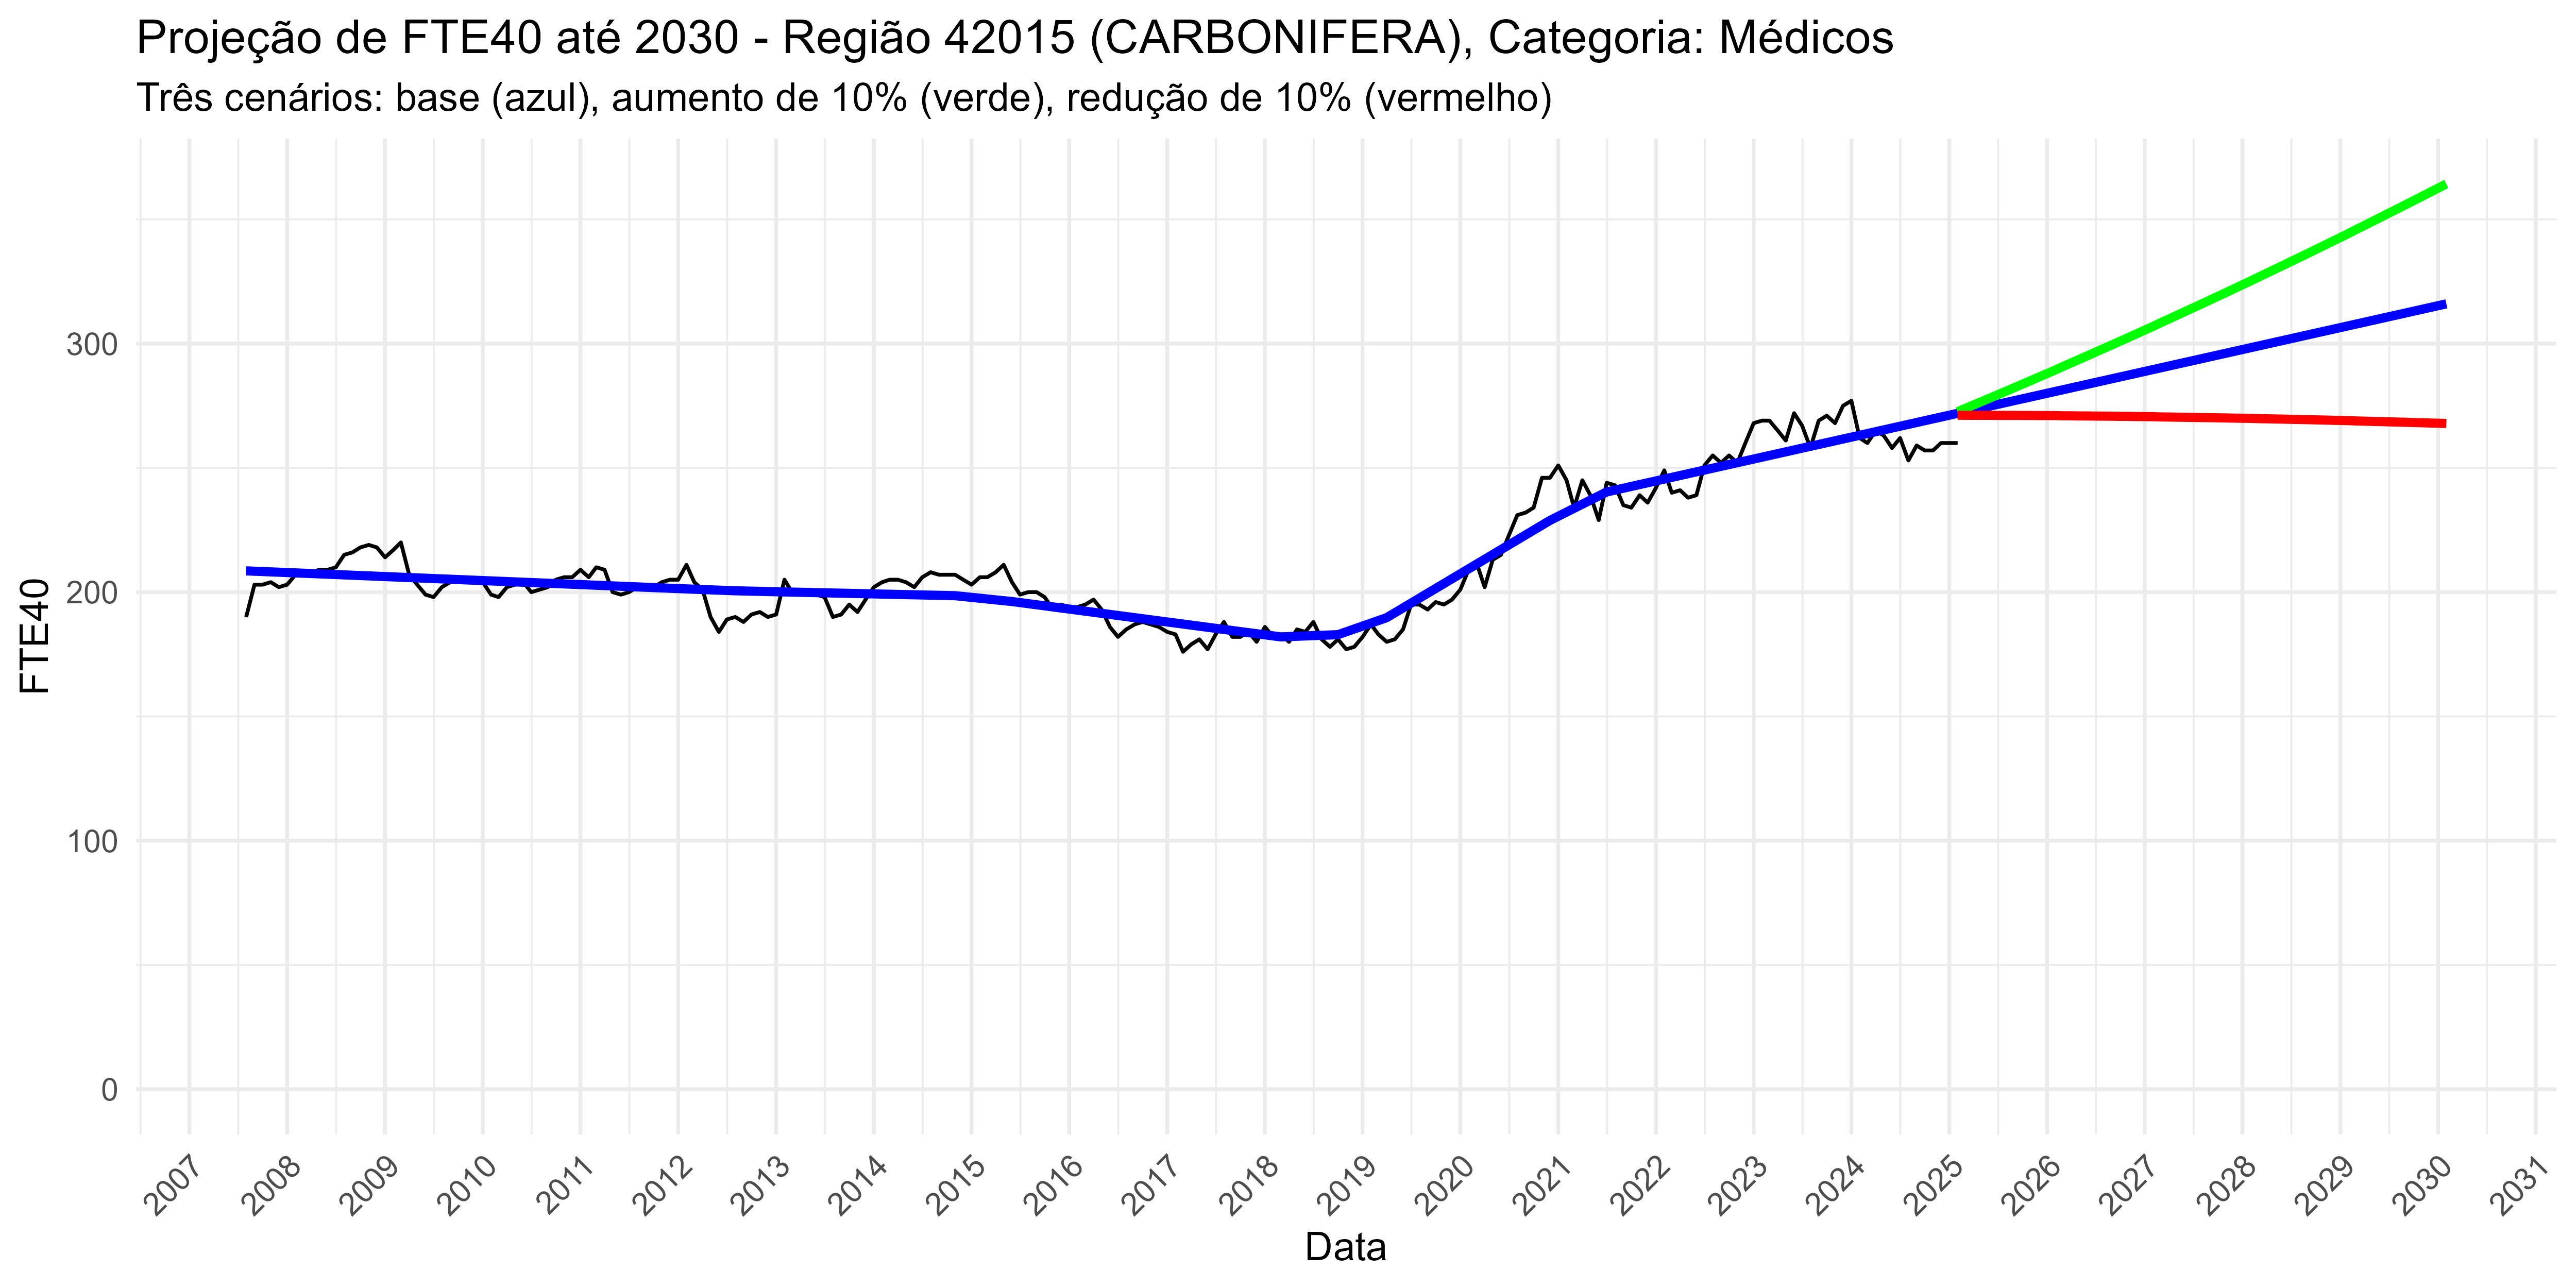 Projeção de FTE40 até 2030 - Região 42015 (CARBONIFERA), Categoria: Médicos
Três cenários: base (azul), aumento de 10% (verde), redução de 10% (vermelho)
FTE40
300
200
100
0
2007 2008 2009 2010 2011 2012 2013 2014 2015 2016 2017 2018 2019 2020 2021 2022 2023 2024 2025 2026 2027 2028 2029 2030 2031
Data